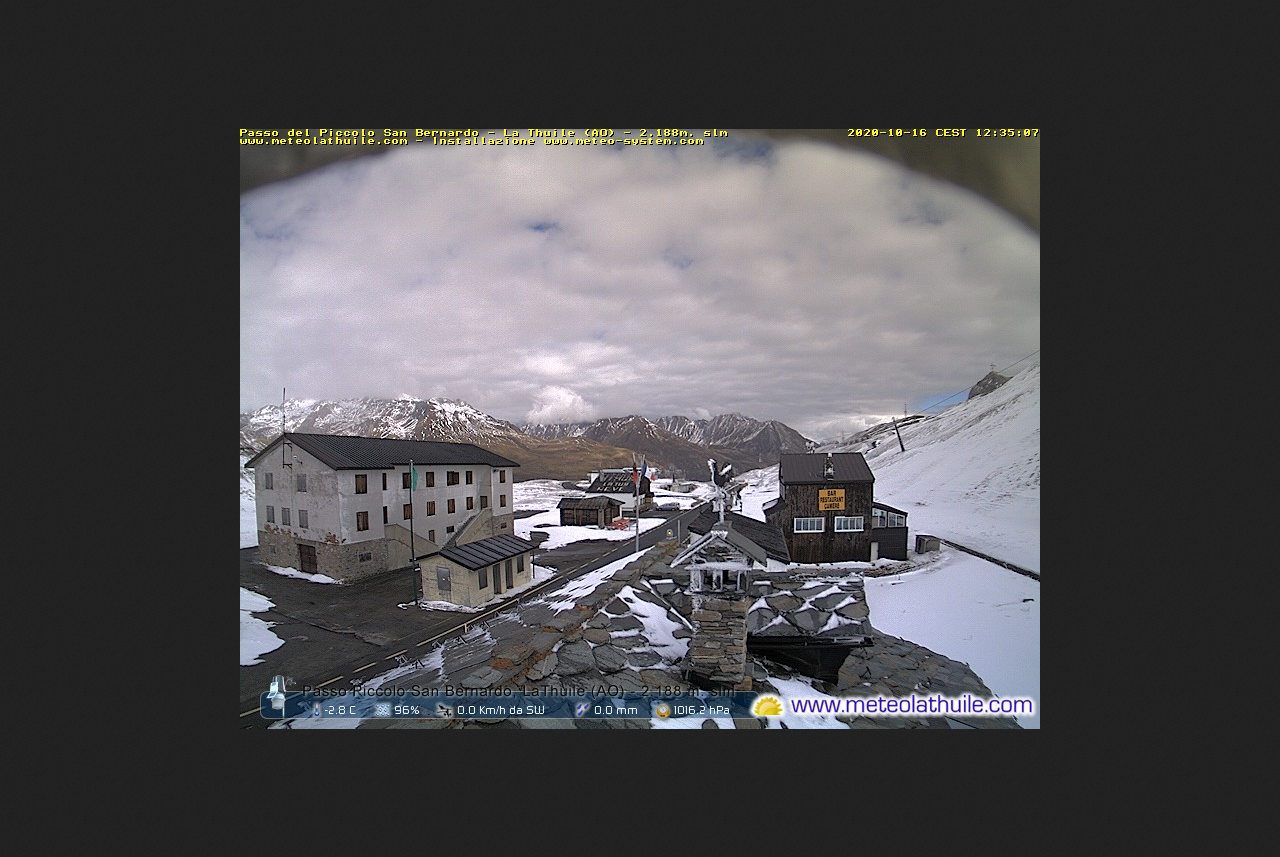 Passo del Piccolo San Bernardo - La Thuile (AO) - 2.188m. slm
2020-10-16 CEST 12:35:07
www.meteolathuile.com - Installazione www.meteo-system.com
BAR
RESTAURANT
CAMERE
Passo Piccolo San Bernardo, LaThuile (AO) - 2.188 m. slm
-2.8 C 96% 0.0 Km/h da SW 0.0 mm 1016.2 hPa
www.meteolathuile.com